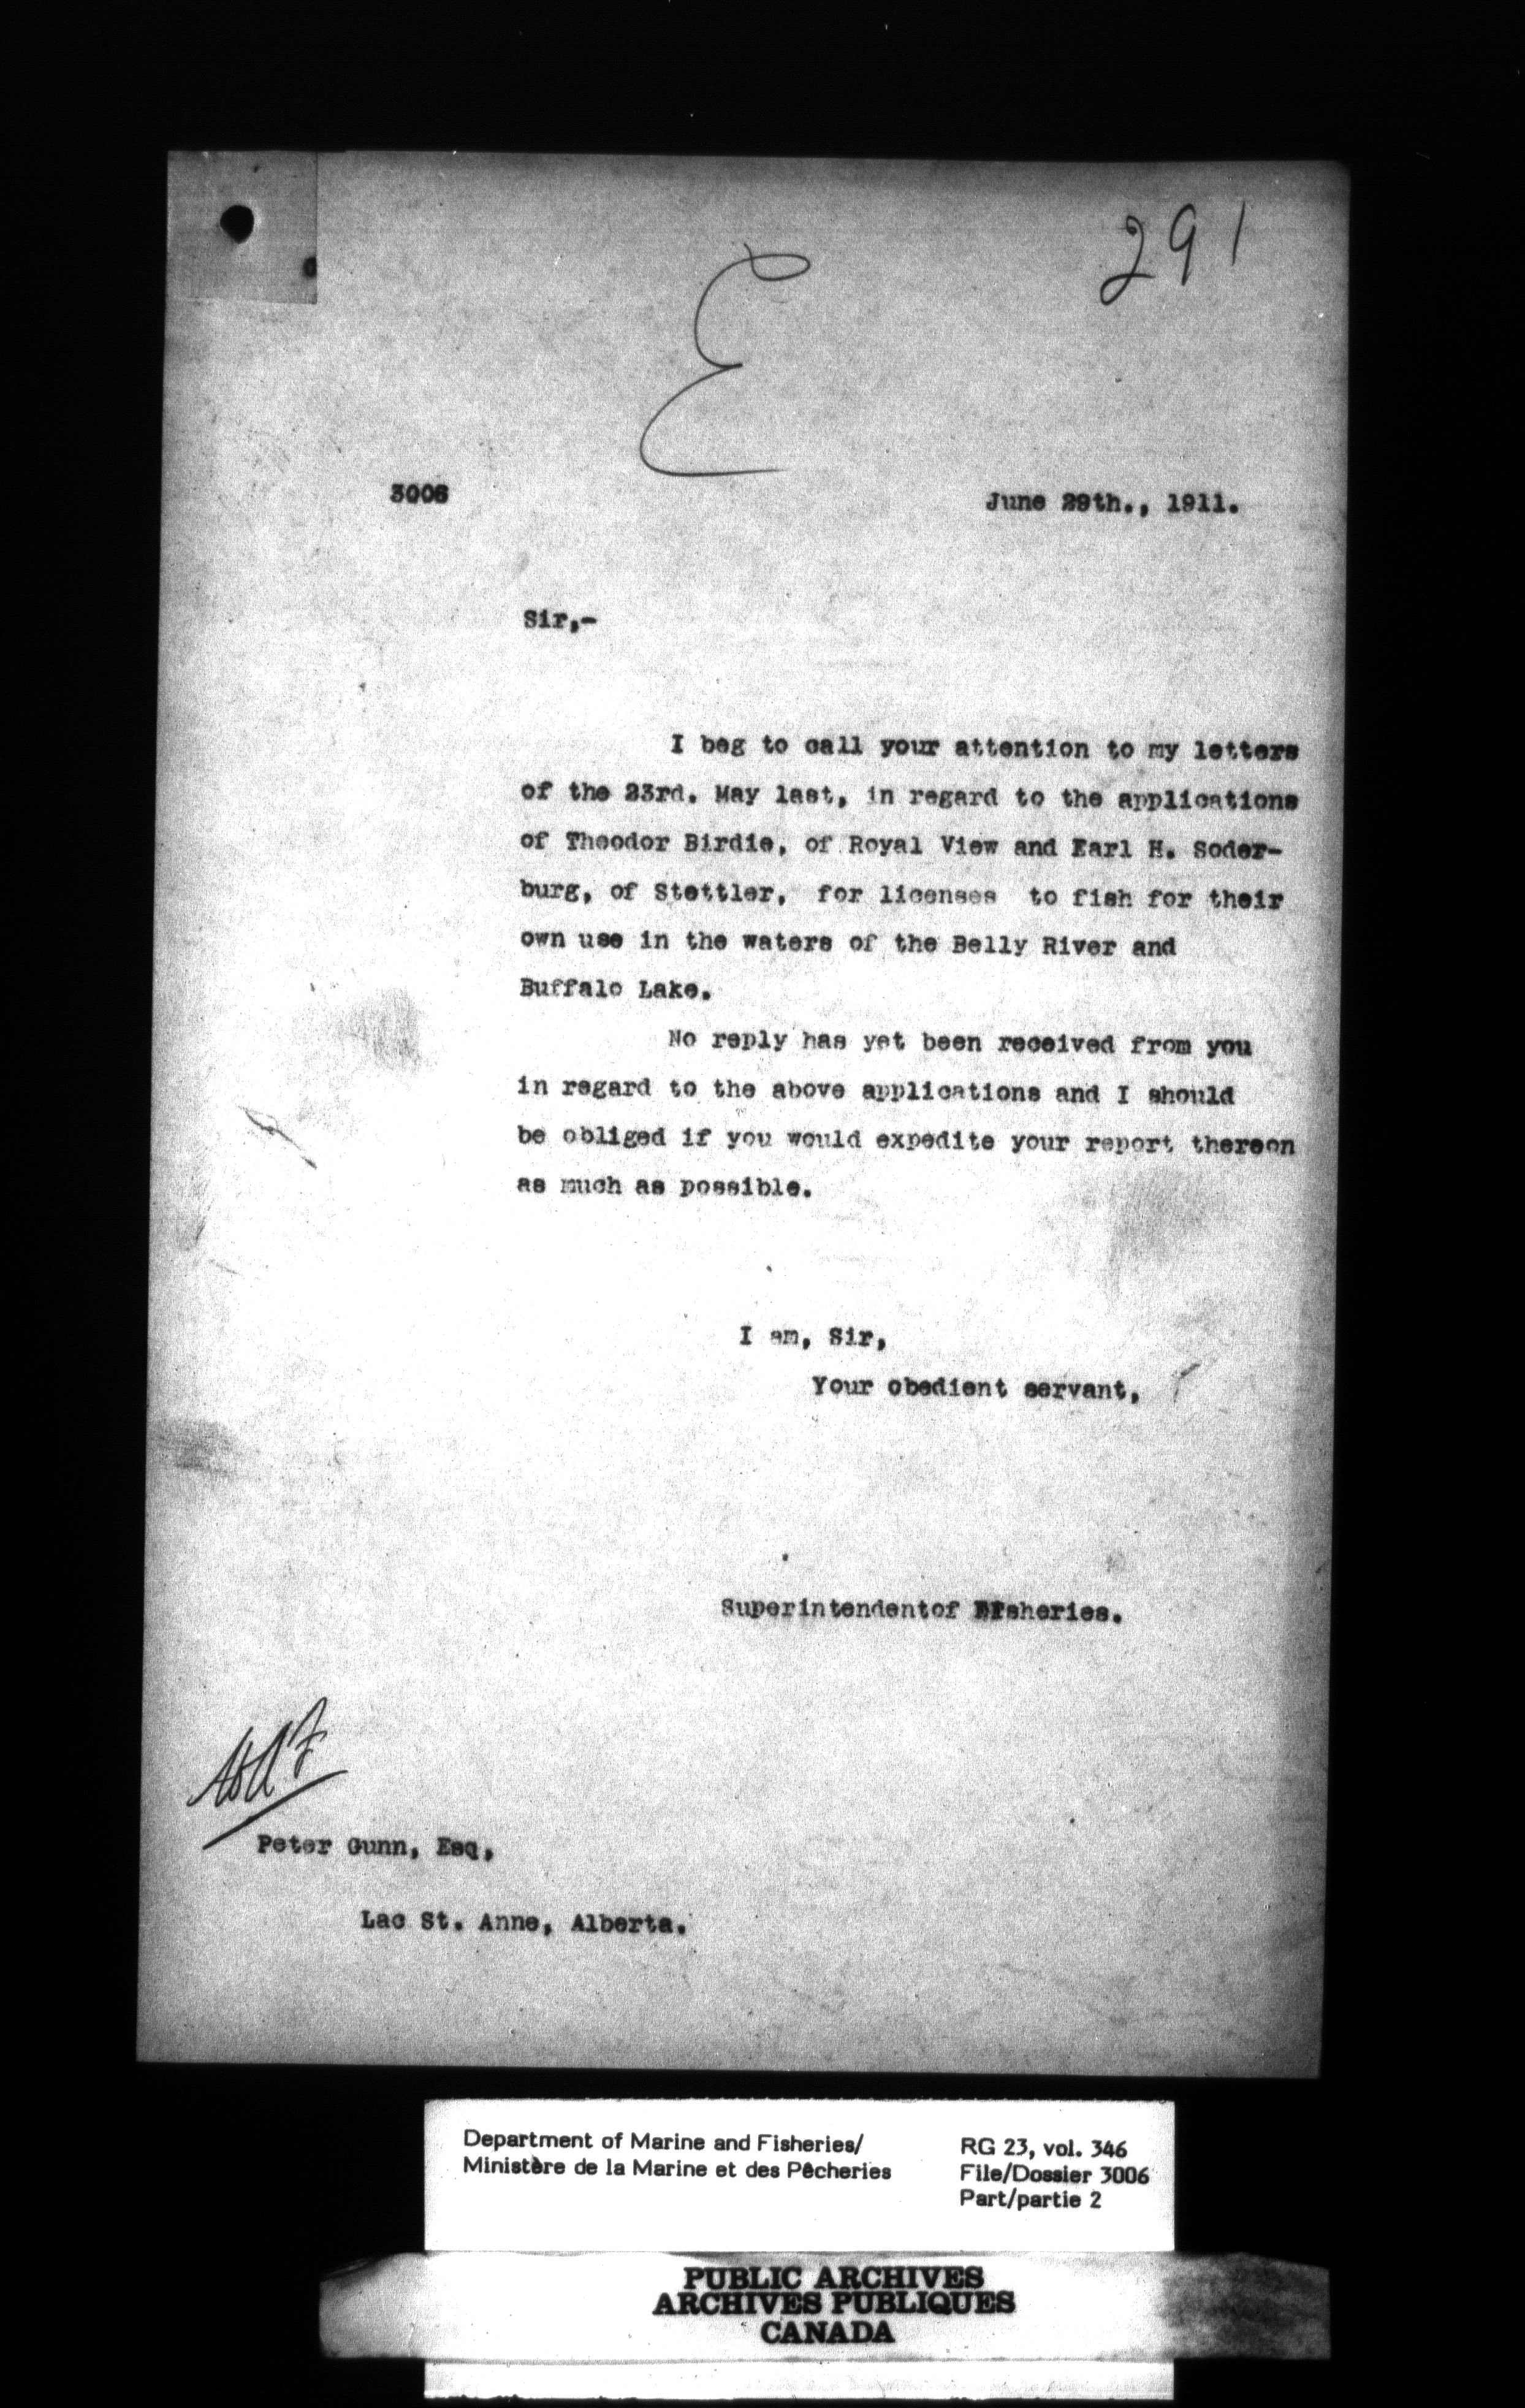 291
E
3006
June 29th., 1911.
Sir,-
I beg to call your attention to my letters
of the 23rd. May last, in regard to the applications
of Theodor Birdie, of Royal View and Earl H. Soder-
burg, of Stettler, for licenses to fish for their
own use in the waters of the Belly River and
Buffalo Lake.
No reply has yet been received from you
in regard to the above applications and I should
be obliged if you would expedite your report thereon
as much as possible.
I am, Sir,
Your obedient servant,
Superintendentof Fisheries.
Peter Gunn, Esq,
Lac St. Anne, Alberta.
Department of Marine and Fisheries/
Ministère de la Marine et des Pêcheries
RG 23, vol. 346
File/Dossier 3006
Part/partie 2
PUBLIC ARCHIVES
ARCHIVES PUBLIQUES
CANADA